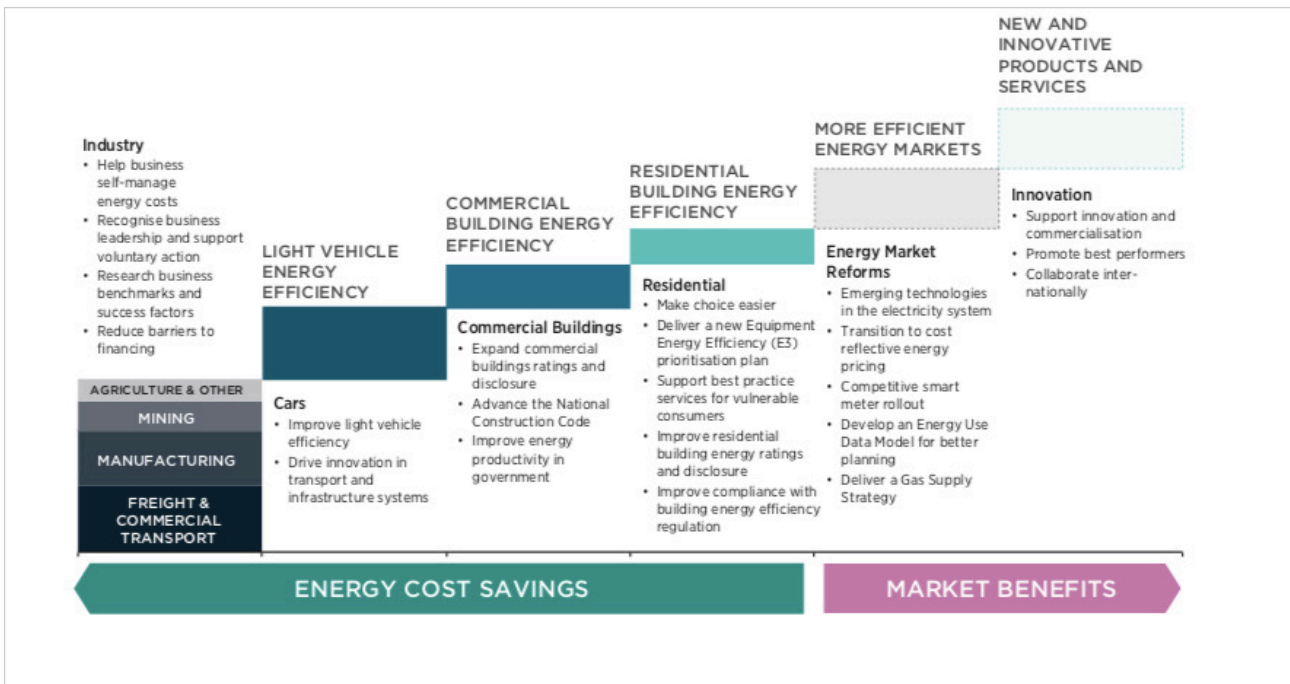 Industry
• Help business
self-manage
energy costs
• Recognise business
leadership and support
voluntary action
• Research business
benchmarks and
success factors
• Reduce barriers to
financing
AGRICULTURE & OTHER
MINING
MANUFACTURING
FREIGHT &
COMMERCIAL
TRANSPORT
LIGHT VEHICLE
ENERGY
EFFICIENCY
Cars
• Improve light vehicle
efficiency
• Drive innovation in
transport and
infrastructure systems
COMMERCIAL
BUILDING ENERGY
EFFICIENCY
Commercial Buildings
• Expand commercial
buildings ratings and
disclosure
• Advance the National
Construction Code
• Improve energy
productivity in
government
RESIDENTIAL
BUILDING ENERGY
EFFICIENCY
Residential
• Make choice easier
• Deliver a new Equipment
Energy Efficiency (E3)
prioritisation plan
• Support best practice
services for vulnerable
consumers
• Improve residential
building energy ratings
and disclosure
• Improve compliance with
building energy efficiency
regulation
MORE EFFICIENT
ENERGY MARKETS
Energy Market
Reforms
• Emerging technologies
in the electricity system
• Transition to cost
reflective energy
pricing
• Competitive smart
meter rollout
• Develop an Energy Use
Data Model for better
planning
• Deliver a Gas Supply
Strategy
NEW AND
INNOVATIVE
PRODUCTS AND
SERVICES
Innovation
• Support innovation and
commercialisation
• Promote best performers
• Collaborate inter-
nationally
ENERGY COST SAVINGS
MARKET BENEFITS